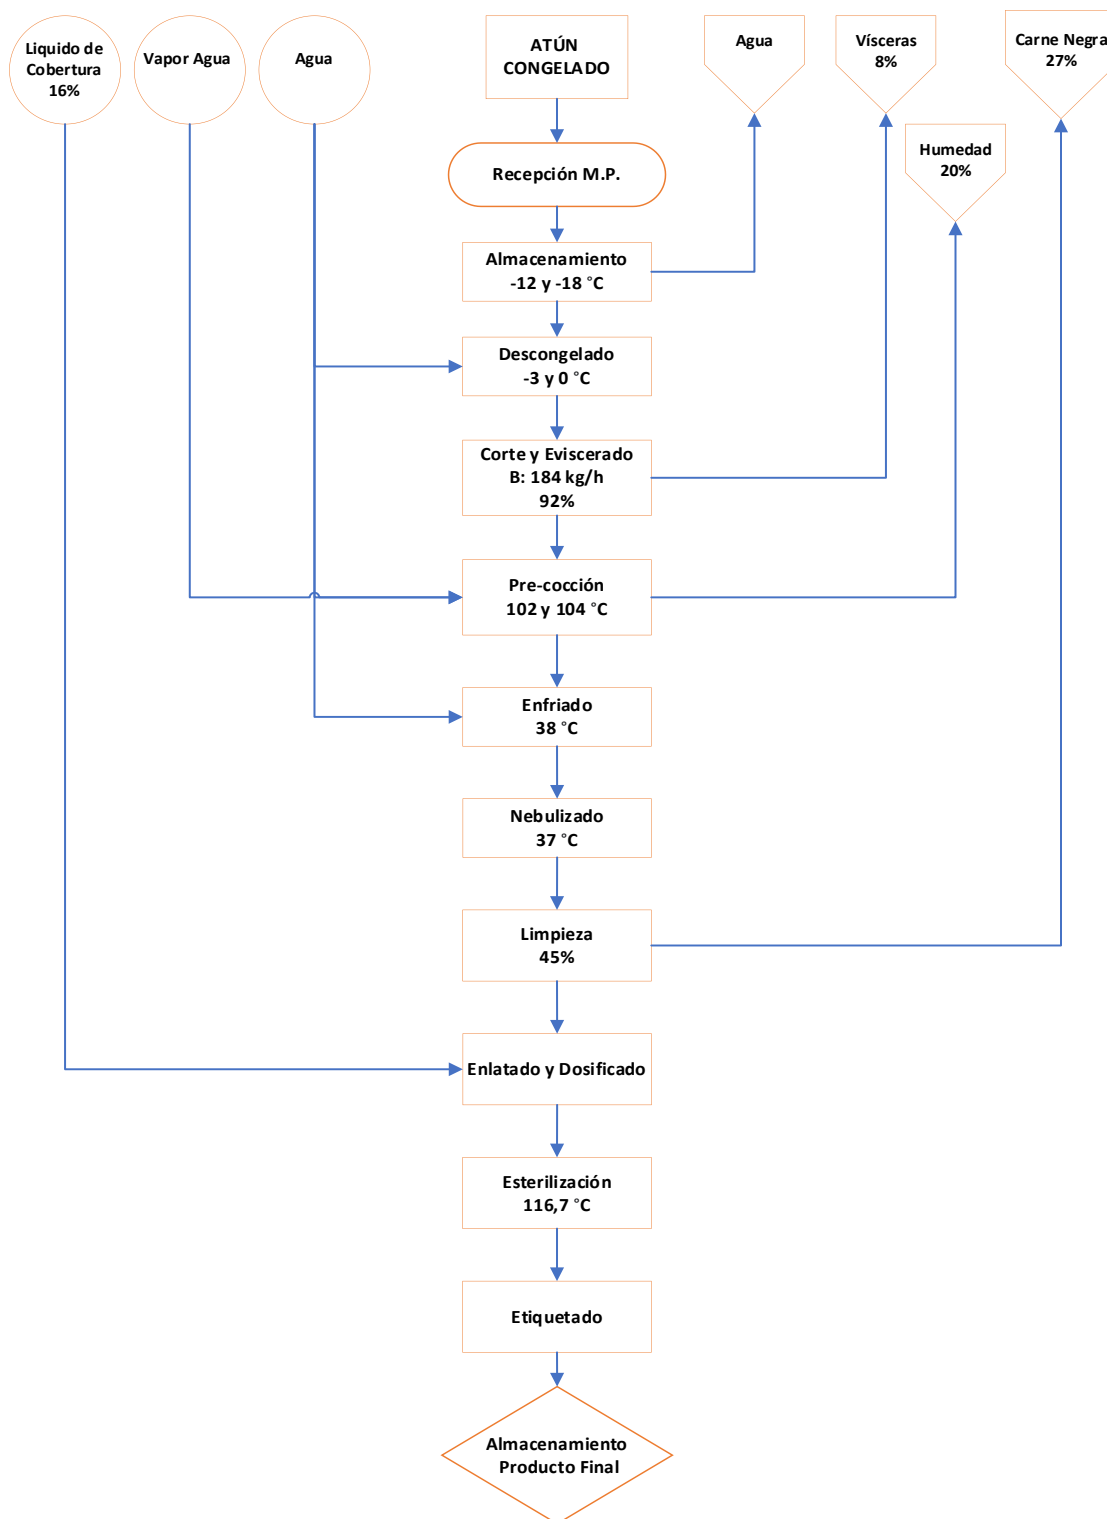 Liquido de
Cobertura
16%
Vapor Agua
Agua
ATÚN
CONGELADO
Agua
Vísceras
8%
Carne Negra
27%
Humedad
20%
Recepción M.P.
Almacenamiento
-12 y -18 °C
Descongelado
-3 y 0 °C
Corte y Eviscerado
B: 184 kg/h
92%
Pre-cocción
102 y 104 °C
Enfriado
38 °C
Nebulizado
37 °C
Limpieza
45%
Enlatado y Dosificado
Esterilización
116,7 °C
Etiquetado
Almacenamiento
Producto Final